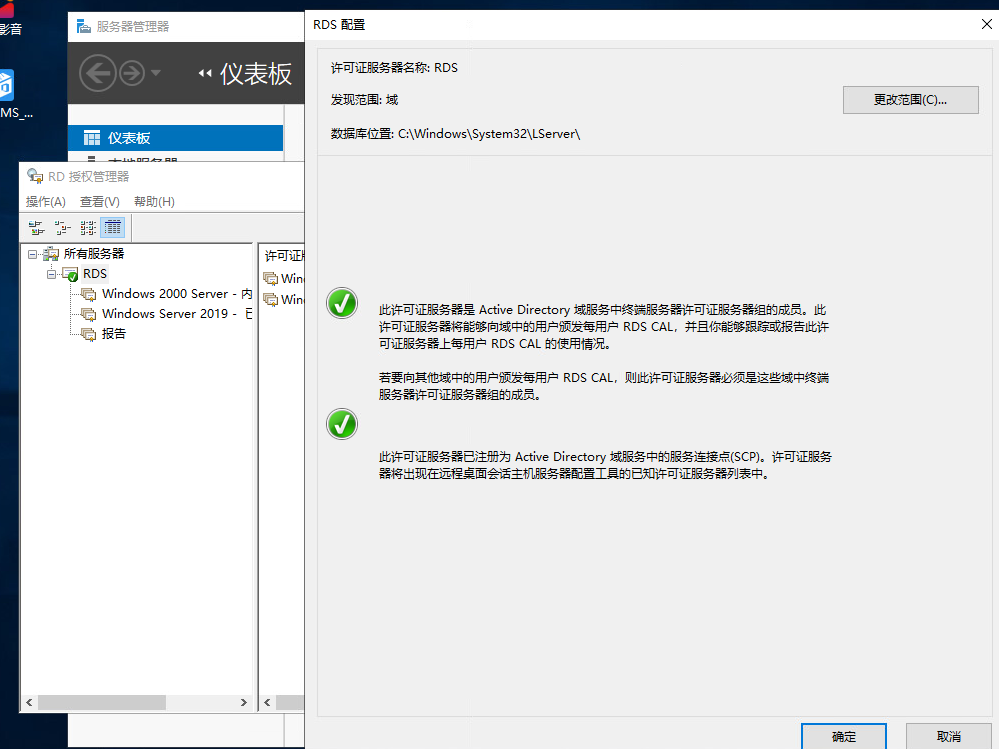 影音
MS_...
服务器管理器
仪表板
仪表板
本地服务器
RD 授权管理器
操作(A) 查看(V) 帮助(H)
所有服务器
RDS
Windows 2000 Server - 内
Windows Server 2019 - 已
报告
许可证
Win
Win
RDS 配置
许可证服务器名称: RDS
发现范围: 域
更改范围(C)...
数据库位置: C:\Windows\System32\LServer\
此许可证服务器是 Active Directory 域服务中终端服务器许可证服务器组的成员。此
许可证服务器将能够向域中的用户颁发每用户 RDS CAL，并且你能够跟踪或报告此许
可证服务器上每用户 RDS CAL 的使用情况。
若要向其他域中的用户颁发每用户 RDS CAL，则此许可证服务器必须是这些域中终端
服务器许可证服务器组的成员。
此许可证服务器已注册为 Active Directory 域服务中的服务连接点(SCP)。许可证服务
器将出现在远程桌面会话主机服务器配置工具的已知许可证服务器列表中。
确定
取消